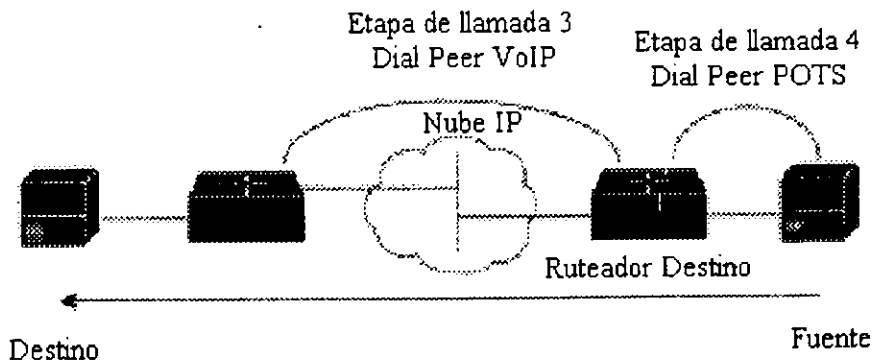 Etapa de llamada 3
Dial Peer VoIP
Etapa de llamada 4
Dial Peer POTS
Nube IP
Ruteador Destino
Destino
Fuente